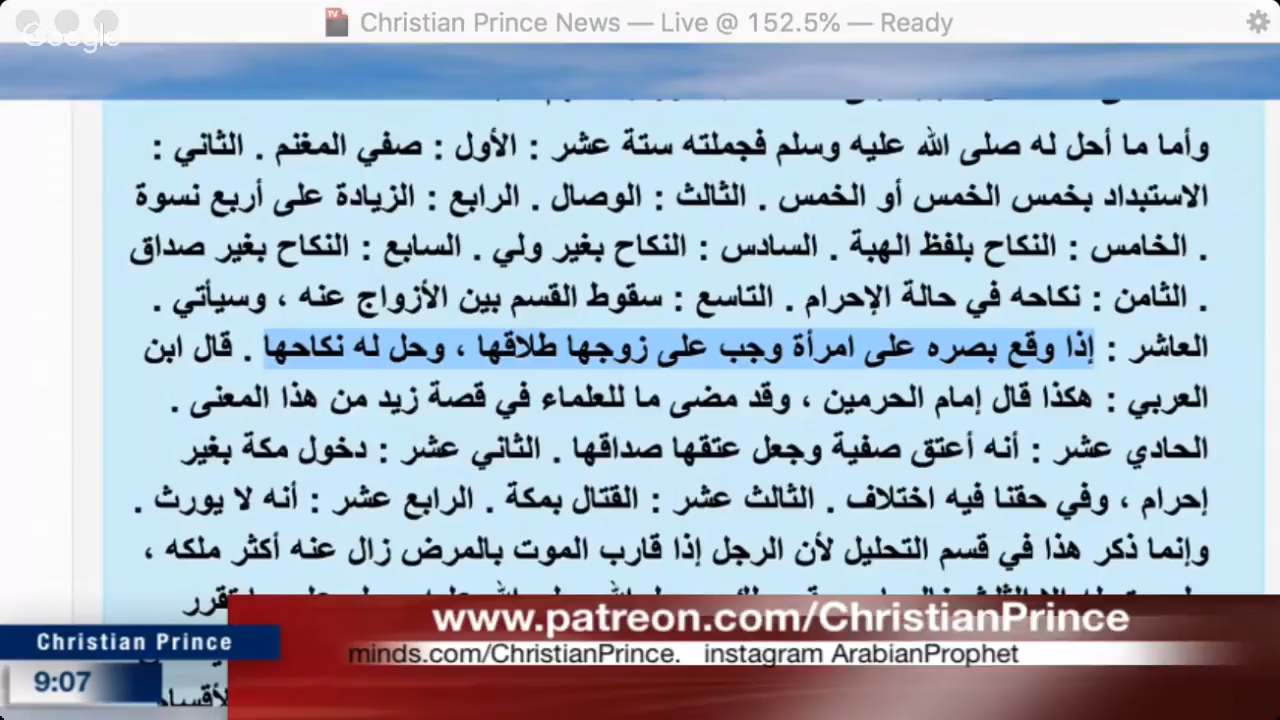 Christian Prince News — Live @ 152.5% — Ready
Google
وأما ما أحل له صلى الله عليه وسلم فجملته ستة عشر : الأول : صفي المغنم . الثاني :
الاستبداد بخمس الخمس أو الخمس . الثالث : الوصال . الرابع : الزيادة على أربع نسوة
. الخامس : النكاح بلفظ الهبة . السادس : النكاح بغير ولي . السابع : النكاح بغير صداق
. الثامن : نكاحه في حالة الإحرام . التاسع : سقوط القسم بين الأزواج عنه ، وسيأتي .
العاشر : إذا وقع بصره على امرأة وجب على زوجها طلاقها ، وحل له نكاحها . قال ابن
العربي : هكذا قال إمام الحرمين ، وقد مضى ما للعلماء في قصة زيد من هذا المعنى .
الحادي عشر : أنه أعتق صفية وجعل عتقها صداقها . الثاني عشر : دخول مكة بغير
إحرام ، وفي حقنا فيه اختلاف . الثالث عشر : القتال بمكة . الرابع عشر : أنه لا يورث .
وإنما ذكر هذا في قسم التحليل لأن الرجل إذا قارب الموت بالمرض زال عنه أكثر ملكه ،
www.patreon.com/ChristianPrince
Christian Prince
minds.com/ChristianPrince. instagram ArabianProphet
9:07